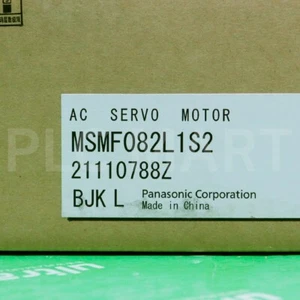 AC SERVO MOTOR
MSMF082L1S2
21110788Z
BJK L Panasonic Corporation
Made in China